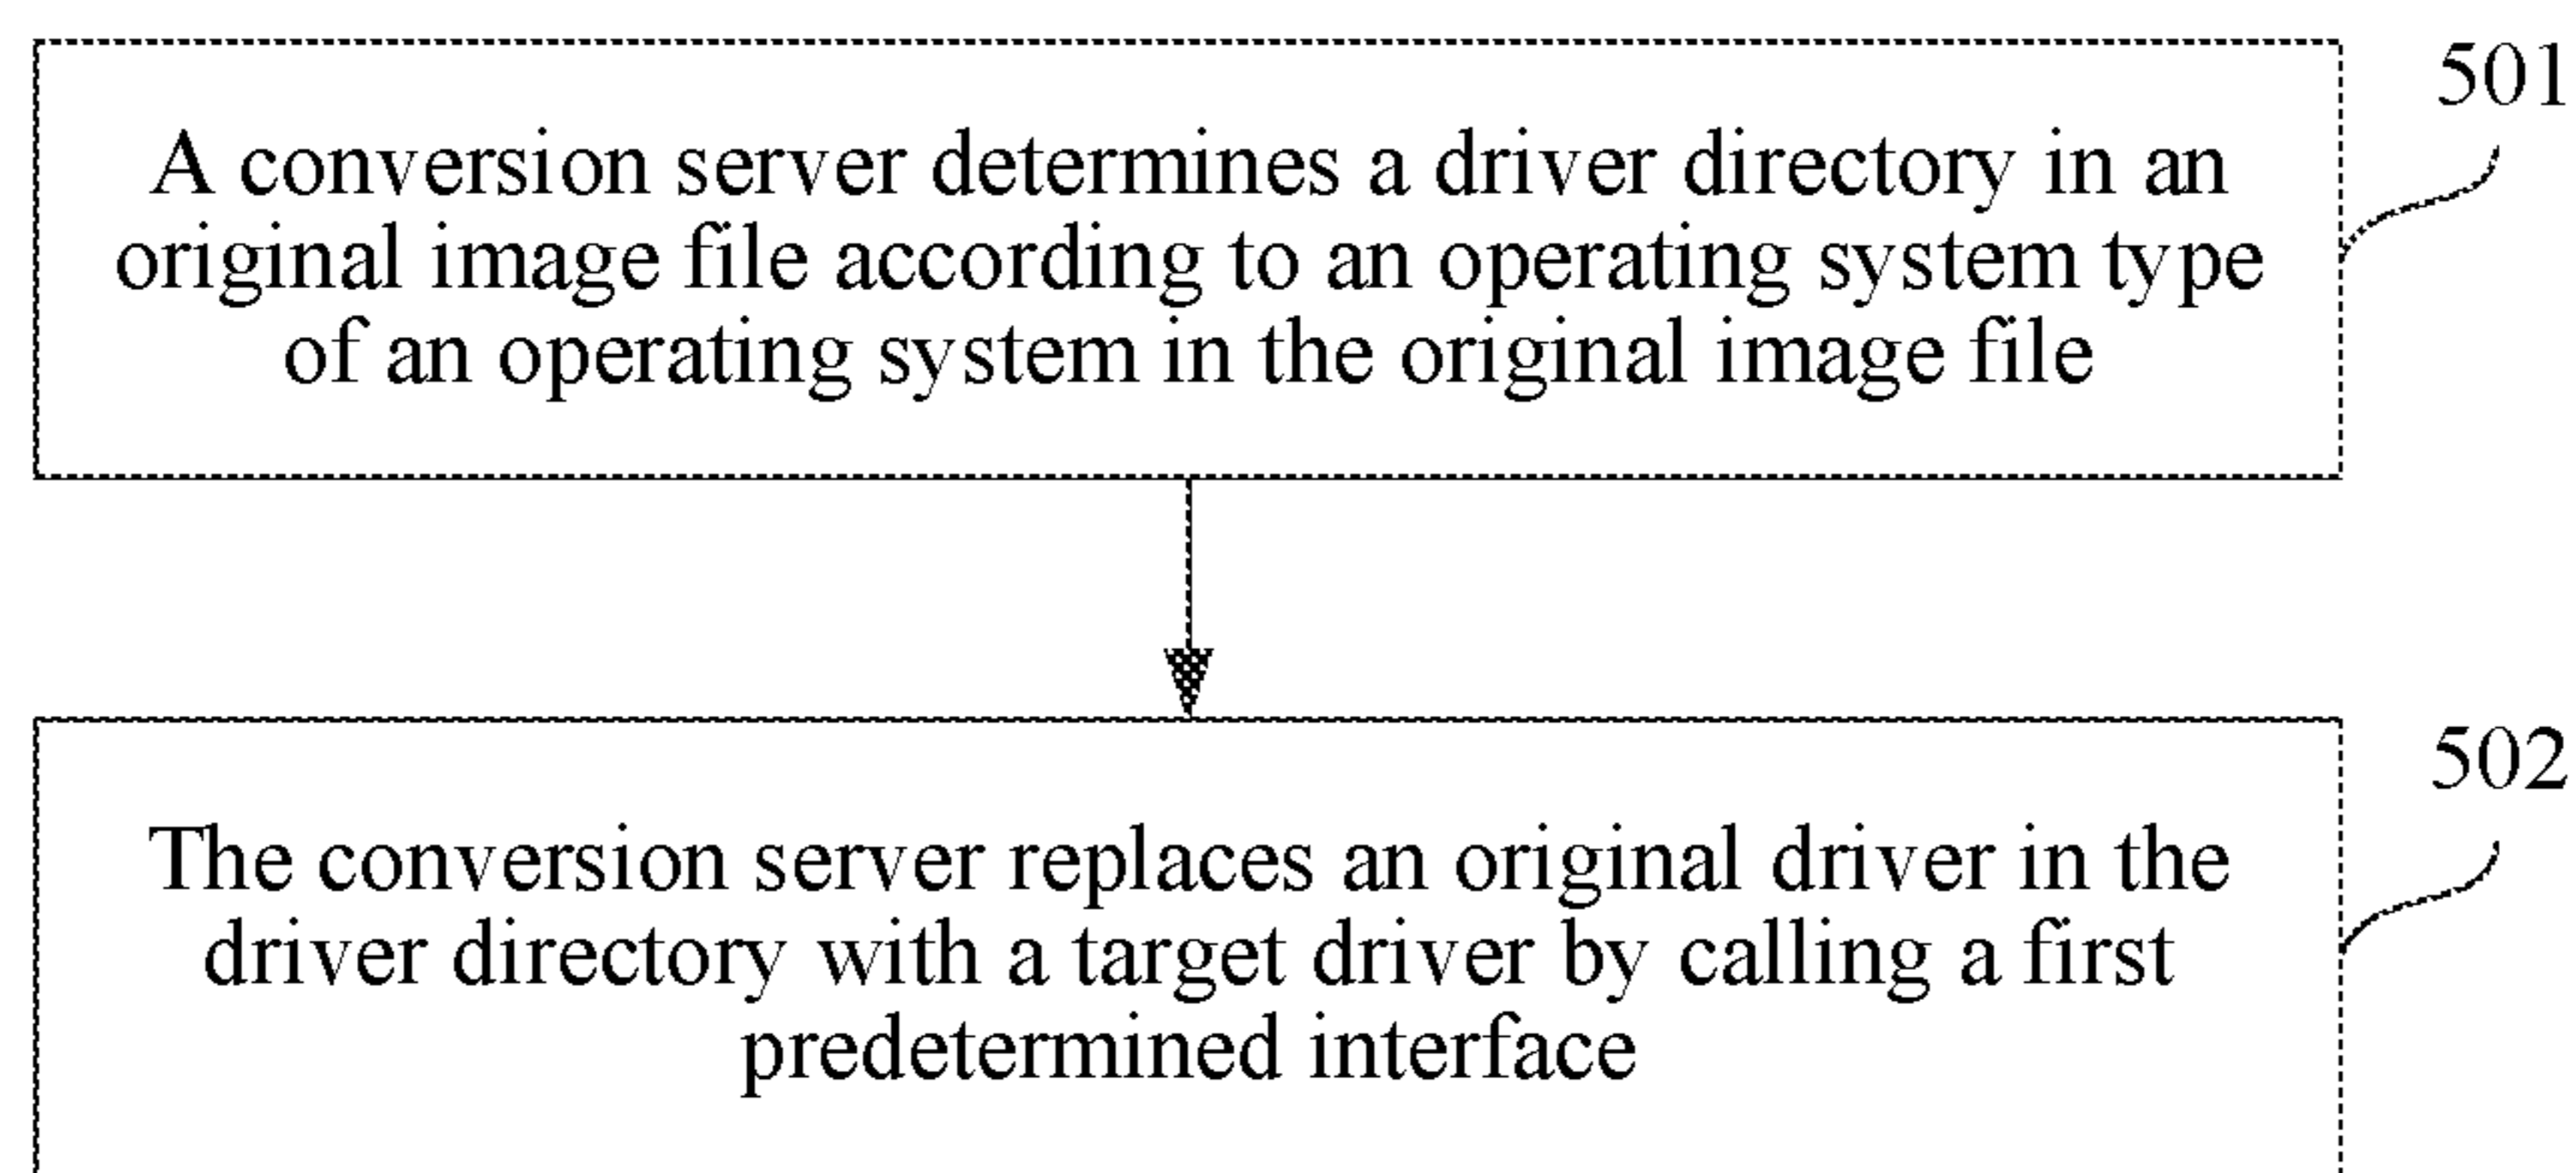 501
A conversion server determines a driver directory in an
original image file according to an operating system type
of an operating system in the original image file
502
The conversion server replaces an original driver in the
driver directory with a target driver by calling a first
predetermined interface